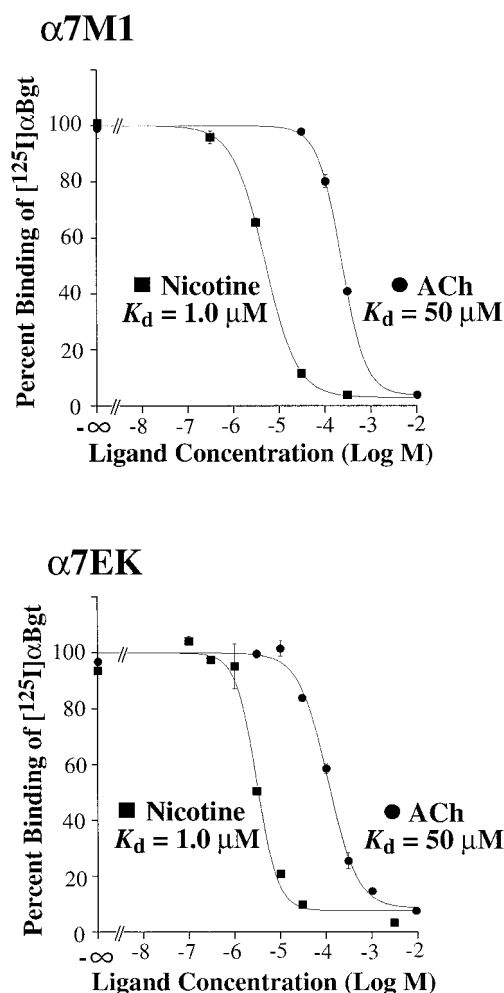 α7M1
Percent Binding of [¹²⁵I]αBgt
100
80
60
40
20
0
■ Nicotine
Kd = 1.0 μM
● ACh
Kd = 50 μM
-∞ -8 -7 -6 -5 -4 -3 -2
Ligand Concentration (Log M)
α7EK
Percent Binding of [¹²⁵I]αBgt
100
80
60
40
20
0
■ Nicotine
Kd = 1.0 μM
● ACh
Kd = 50 μM
-∞ -8 -7 -6 -5 -4 -3 -2
Ligand Concentration (Log M)